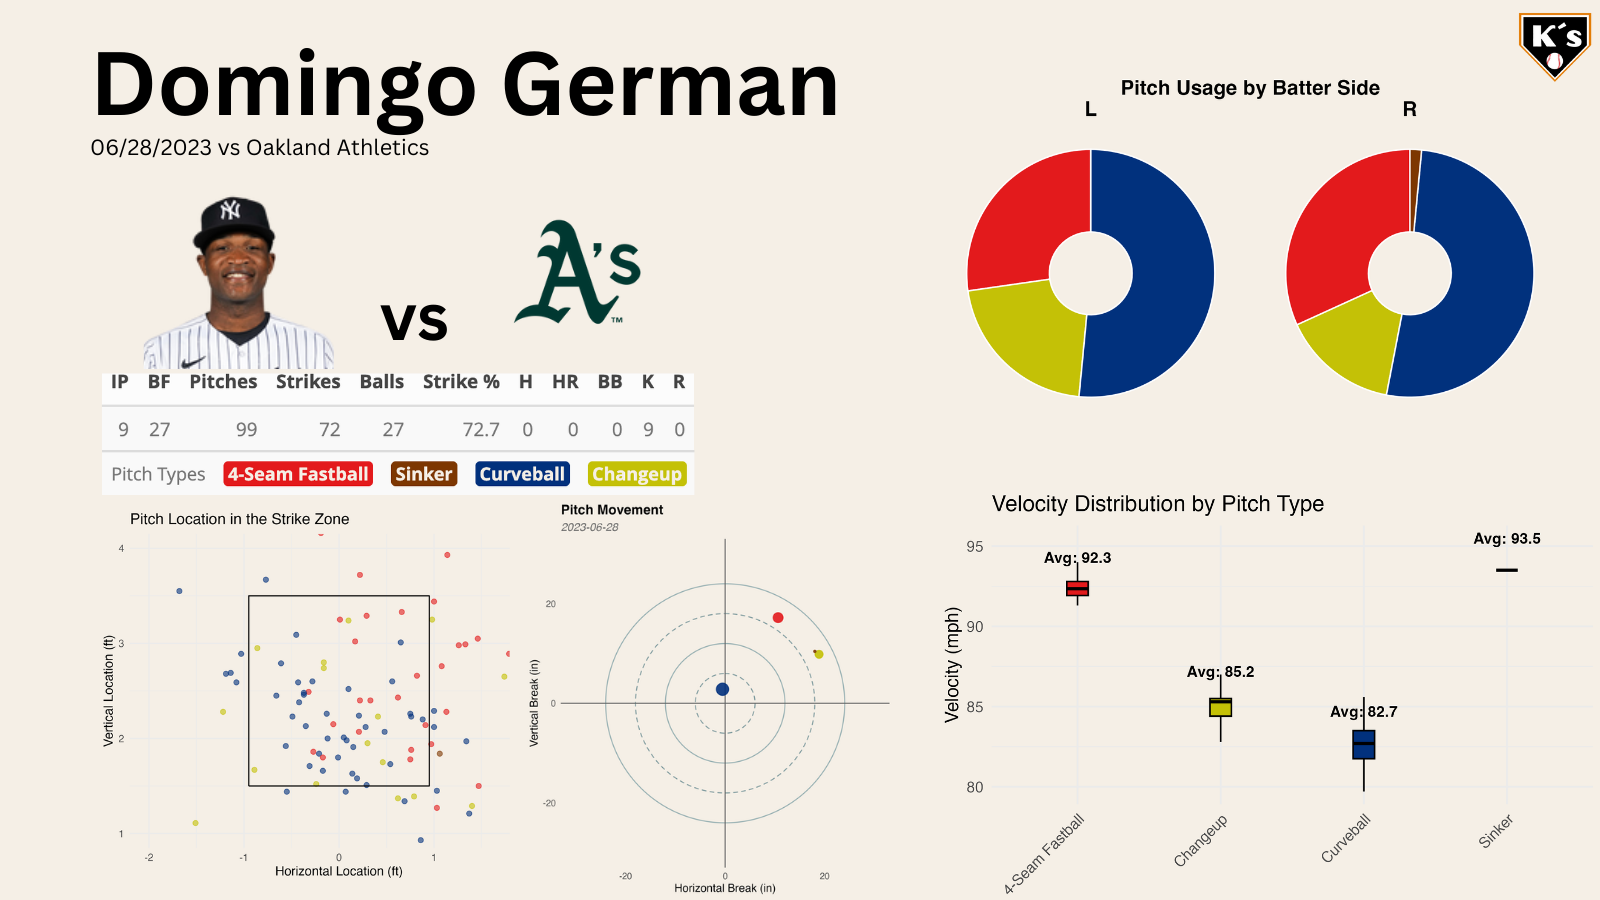 Domingo German
06/28/2023 vs Oakland Athletics
K's
NY
vs
A's
™
IP BF Pitches Strikes Balls Strike % H HR BB K R
9 27 99 72 27 72.7 0 0 0 9 0
Pitch Types 4-Seam Fastball Sinker Curveball Changeup
Pitch Usage by Batter Side
L R
Pitch Location in the Strike Zone
Vertical Location (ft)
4
3
2
1
-2 -1 0 1
Horizontal Location (ft)
Pitch Movement
2023-06-28
Vertical Break (in)
20
0
-20
-20 0 20
Horizontal Break (in)
Velocity Distribution by Pitch Type
Velocity (mph)
95
90
85
80
Avg: 92.3
Avg: 85.2
Avg: 82.7
Avg: 93.5
4-Seam Fastball
Changeup
Curveball
Sinker